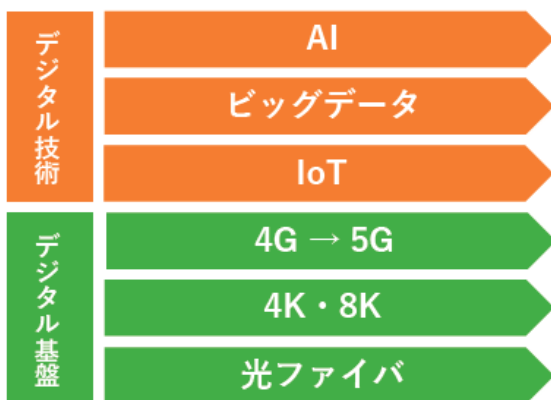 デジタル技術
AI
ビッグデータ
IoT
デジタル基盤
4G → 5G
4K・8K
光ファイバ